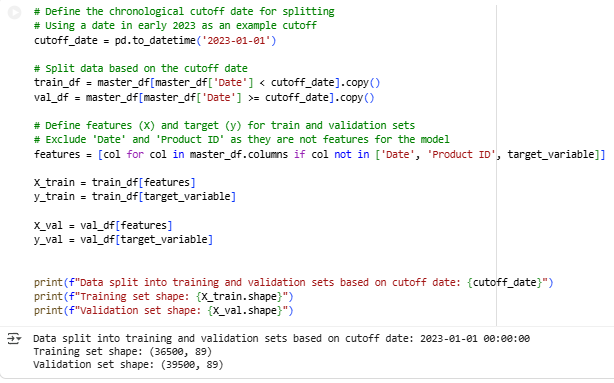 # Define the chronological cutoff date for splitting
# Using a date in early 2023 as an example cutoff
cutoff_date = pd.to_datetime('2023-01-01')
# Split data based on the cutoff date
train_df = master_df[master_df['Date'] < cutoff_date].copy()
val_df = master_df[master_df['Date'] >= cutoff_date].copy()
# Define features (X) and target (y) for train and validation sets
# Exclude 'Date' and 'Product ID' as they are not features for the model
features = [col for col in master_df.columns if col not in ['Date', 'Product ID', target_variable]]
X_train = train_df[features]
y_train = train_df[target_variable]
X_val = val_df[features]
y_val = val_df[target_variable]
print(f"Data split into training and validation sets based on cutoff date: {cutoff_date}")
print(f"Training set shape: {X_train.shape}")
print(f"Validation set shape: {X_val.shape}")
Data split into training and validation sets based on cutoff date: 2023-01-01 00:00:00
Training set shape: (36500, 89)
Validation set shape: (39500, 89)